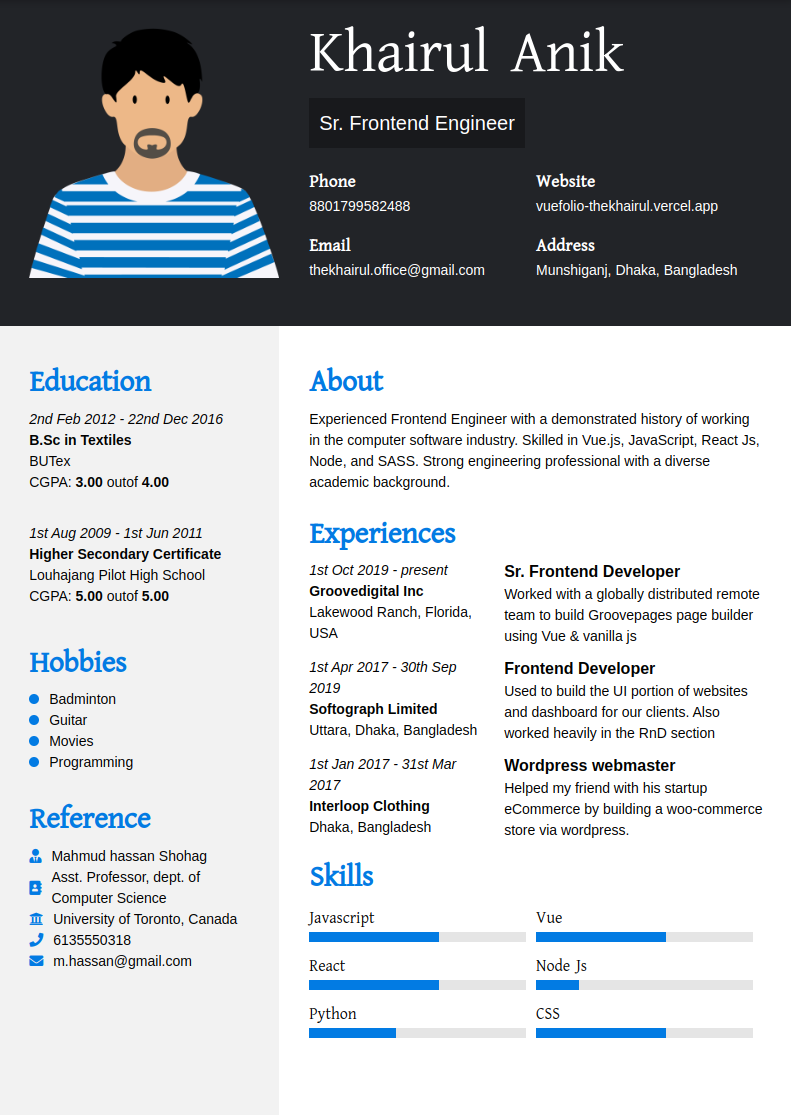 Khairul Anik
Sr. Frontend Engineer
Phone
8801799582488
Website
vuefolio-thekhairul.vercel.app
Email
thekhairul.office@gmail.com
Address
Munshiganj, Dhaka, Bangladesh
Education
2nd Feb 2012 - 22nd Dec 2016
B.Sc in Textiles
BUTex
CGPA: 3.00 outof 4.00
1st Aug 2009 - 1st Jun 2011
Higher Secondary Certificate
Louhajang Pilot High School
CGPA: 5.00 outof 5.00
Hobbies
Badminton
Guitar
Movies
Programming
Reference
Mahmud hassan Shohag
Asst. Professor, dept. of
Computer Science
University of Toronto, Canada
6135550318
m.hassan@gmail.com
About
Experienced Frontend Engineer with a demonstrated history of working
in the computer software industry. Skilled in Vue.js, JavaScript, React Js,
Node, and SASS. Strong engineering professional with a diverse
academic background.
Experiences
1st Oct 2019 - present
Groovedigital Inc
Lakewood Ranch, Florida,
USA
Sr. Frontend Developer
Worked with a globally distributed remote
team to build Groovepages page builder
using Vue & vanilla js
1st Apr 2017 - 30th Sep
2019
Softograph Limited
Uttara, Dhaka, Bangladesh
Frontend Developer
Used to build the UI portion of websites
and dashboard for our clients. Also
worked heavily in the RnD section
1st Jan 2017 - 31st Mar
2017
Interloop Clothing
Dhaka, Bangladesh
Wordpress webmaster
Helped my friend with his startup
eCommerce by building a woo-commerce
store via wordpress.
Skills
Javascript
Vue
React
Node Js
Python
CSS